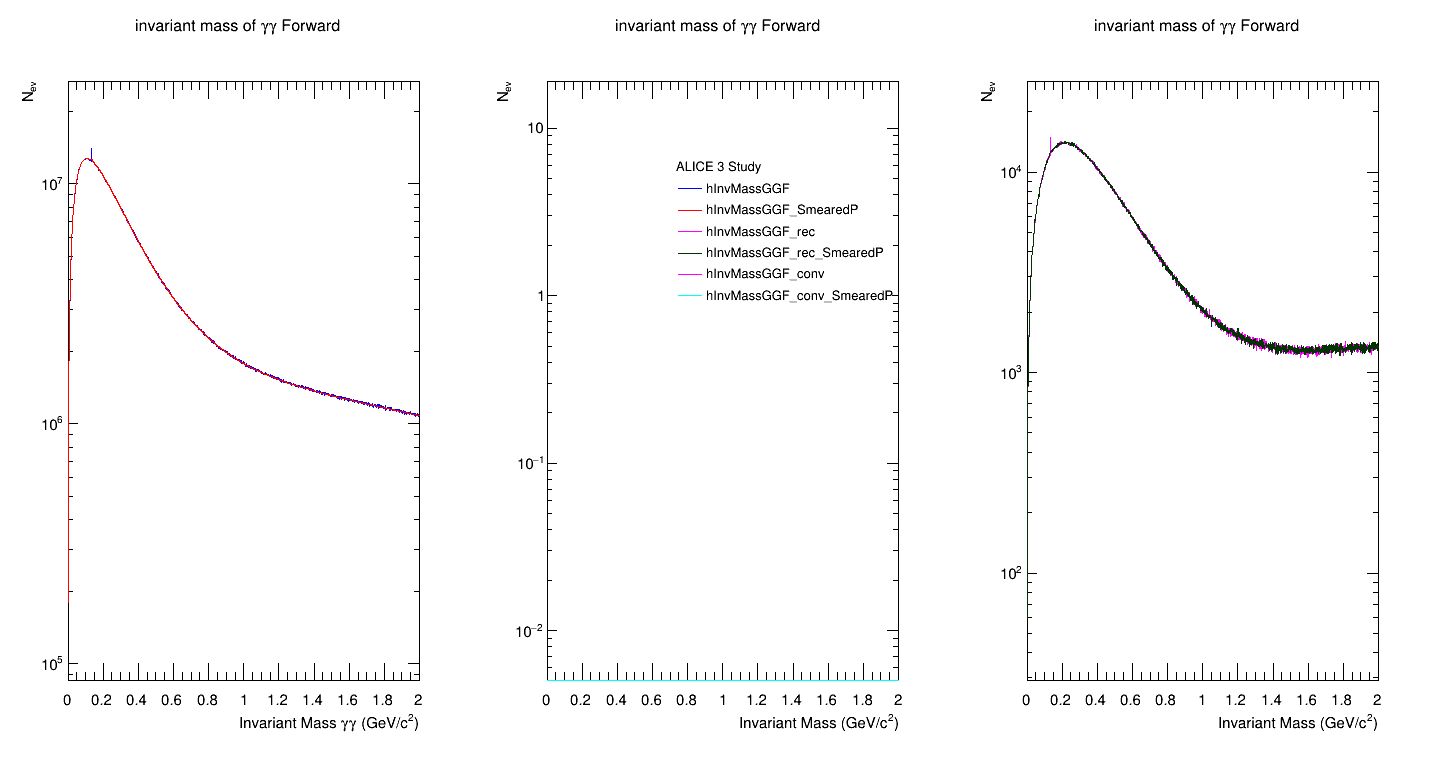 invariant mass of γγ Forward
N_ev
10^7
10^6
10^5
0 0.2 0.4 0.6 0.8 1 1.2 1.4 1.6 1.8 2
Invariant Mass γγ (GeV/c^2)
invariant mass of γγ Forward
N_ev
10
1
10^−1
10^−2
ALICE 3 Study
hInvMassGGF
hInvMassGGF_SmearedP
hInvMassGGF_rec
hInvMassGGF_rec_SmearedP
hInvMassGGF_conv
hInvMassGGF_conv_SmearedP
0 0.2 0.4 0.6 0.8 1 1.2 1.4 1.6 1.8 2
Invariant Mass (GeV/c^2)
invariant mass of γγ Forward
N_ev
10^4
10^3
10^2
0 0.2 0.4 0.6 0.8 1 1.2 1.4 1.6 1.8 2
Invariant Mass (GeV/c^2)